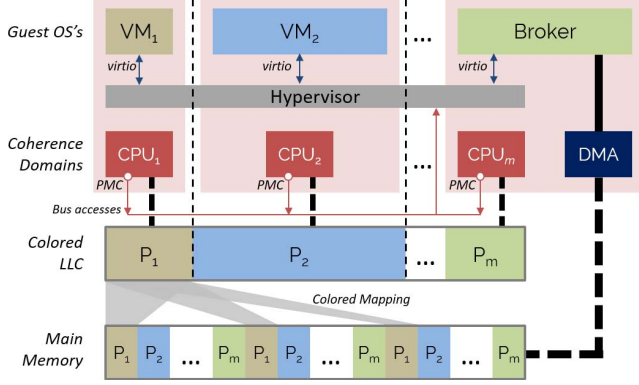 Guest OS's VM1 VM2 ... Broker
virtio virtio virtio
Hypervisor
Coherence Domains CPU1 CPU2 ... CPUm DMA
PMC PMC PMC
Bus accesses
Colored LLC P1 P2 ... Pm
Colored Mapping
Main Memory P1 P2 ... Pm P1 P2 ... Pm P1 P2 ... Pm